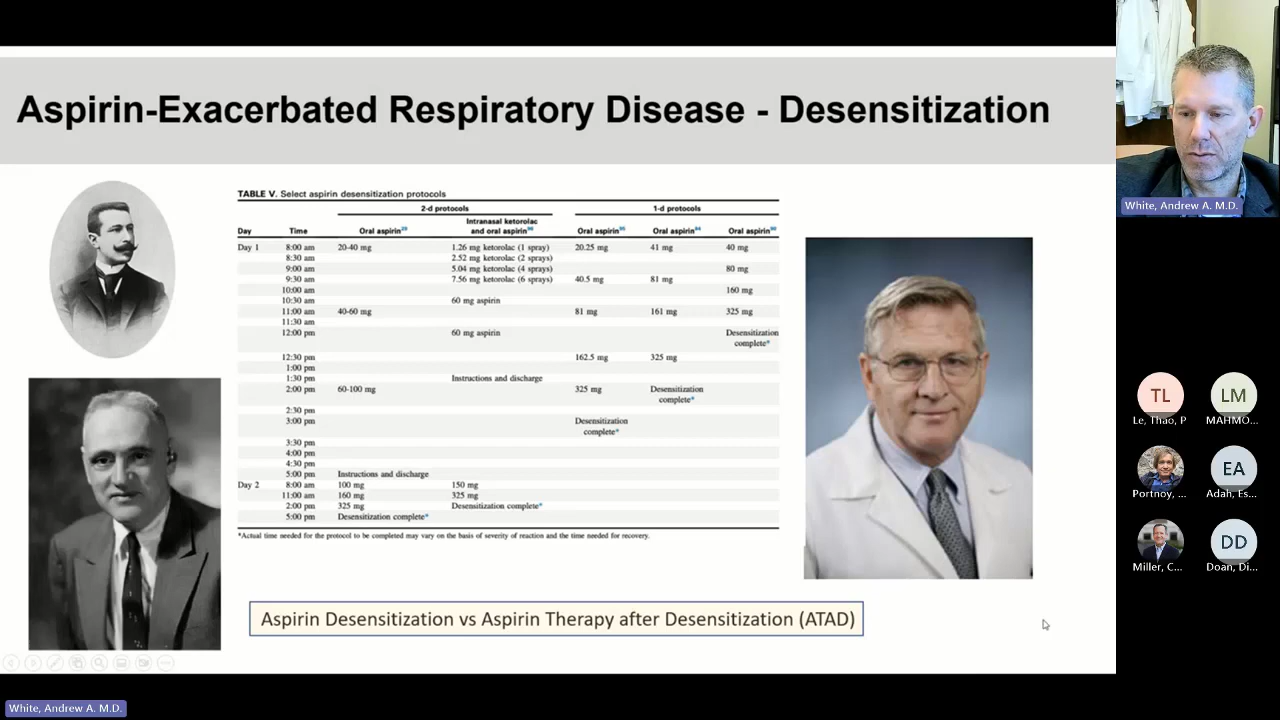 Aspirin-Exacerbated Respiratory Disease - Desensitization
TABLE V. Select aspirin desensitization protocols
2-d protocols 1-d protocols
Intranasal ketorolac
Day Time Oral aspirin and oral aspirin Oral aspirin Oral aspirin Oral aspirin
Day 1 8:00 am 20-40 mg 1.26 mg ketorolac (1 spray) 20.25 mg 41 mg 40 mg
8:30 am 2.52 mg ketorolac (2 sprays)
9:00 am 5.04 mg ketorolac (4 sprays) 80 mg
9:30 am 7.56 mg ketorolac (6 sprays) 40.5 mg 81 mg
10:00 am 160 mg
10:30 am 60 mg aspirin
11:00 am 40-60 mg 81 mg 161 mg 325 mg
11:30 am
12:00 pm 60 mg aspirin Desensitization
complete*
12:30 pm 162.5 mg 325 mg
1:00 pm
1:30 pm Instructions and discharge
2:00 pm 60-100 mg 325 mg Desensitization
complete*
2:30 pm
3:00 pm Desensitization
complete*
3:30 pm
4:00 pm
4:30 pm
5:00 pm Instructions and discharge
Day 2 8:00 am 100 mg 150 mg
11:00 am 160 mg 325 mg
2:00 pm 325 mg Desensitization complete*
5:00 pm Desensitization complete*
*Actual time needed for the protocol to be completed may vary on the basis of severity of reaction and the time needed for recovery.
Aspirin Desensitization vs Aspirin Therapy after Desensitization (ATAD)
White, Andrew A. M.D.
TL
Le, Thao, P
LM
MAHMO...
Portnoy, ...
EA
Adah, Es...
Miller, C...
DD
Doan, Di...
White, Andrew A. M.D.